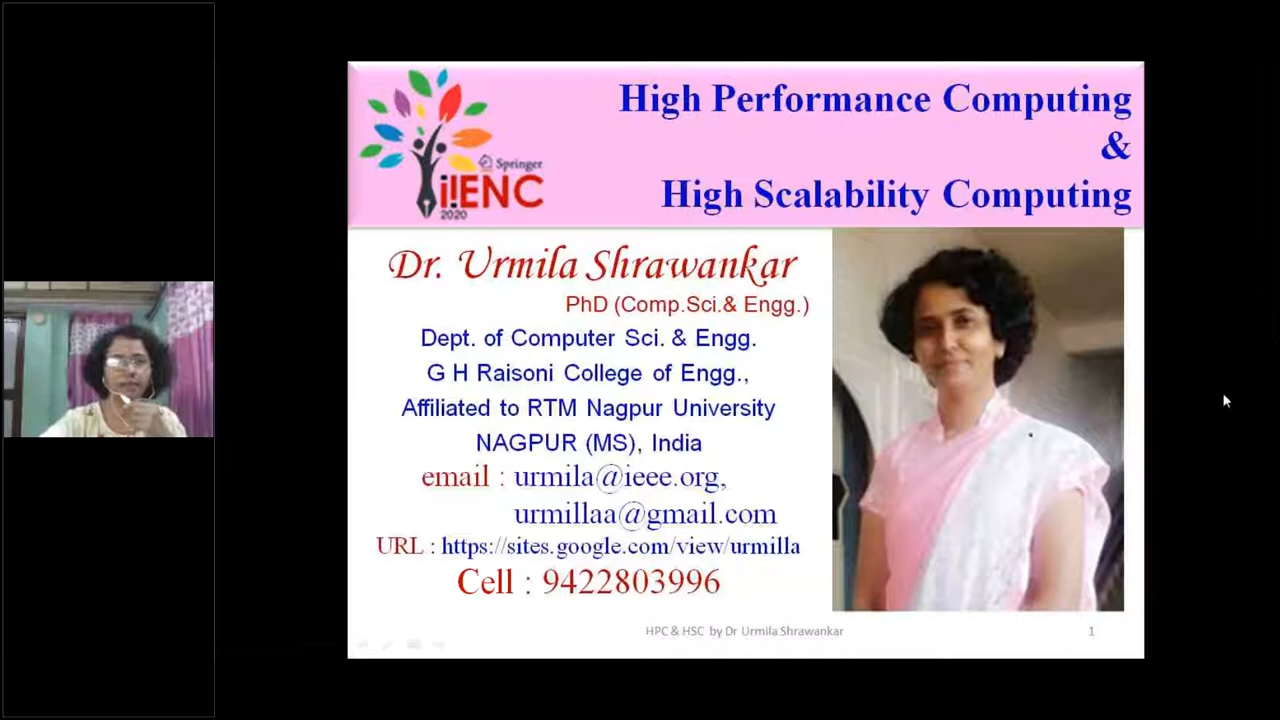 High Performance Computing
&
High Scalability Computing
Springer
i!ENC
2020
Dr. Urmila Shrawankar
PhD (Comp.Sci.& Engg.)
Dept. of Computer Sci. & Engg.
G H Raisoni College of Engg.,
Affiliated to RTM Nagpur University
NAGPUR (MS), India
email : urmila@ieee.org,
urmillaa@gmail.com
URL : https://sites.google.com/view/urmilla
Cell : 9422803996
HPC & HSC by Dr Urmila Shrawankar
1